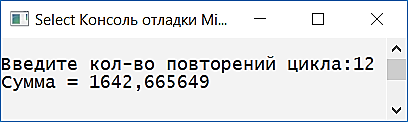 Select Консоль отладки Mi...
Введите кол-во повторений цикла:12
Сумма = 1642,665649